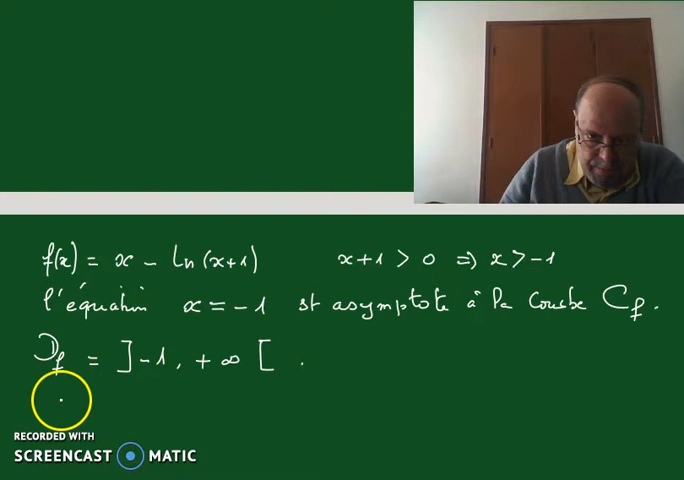 f(x) = x - ln(x+1) x+1 > 0 => x > -1
l'équation x = -1 st asymptote à la courbe Cf.
Df = ]-1, +∞[ .
RECORDED WITH
SCREENCAST MATIC